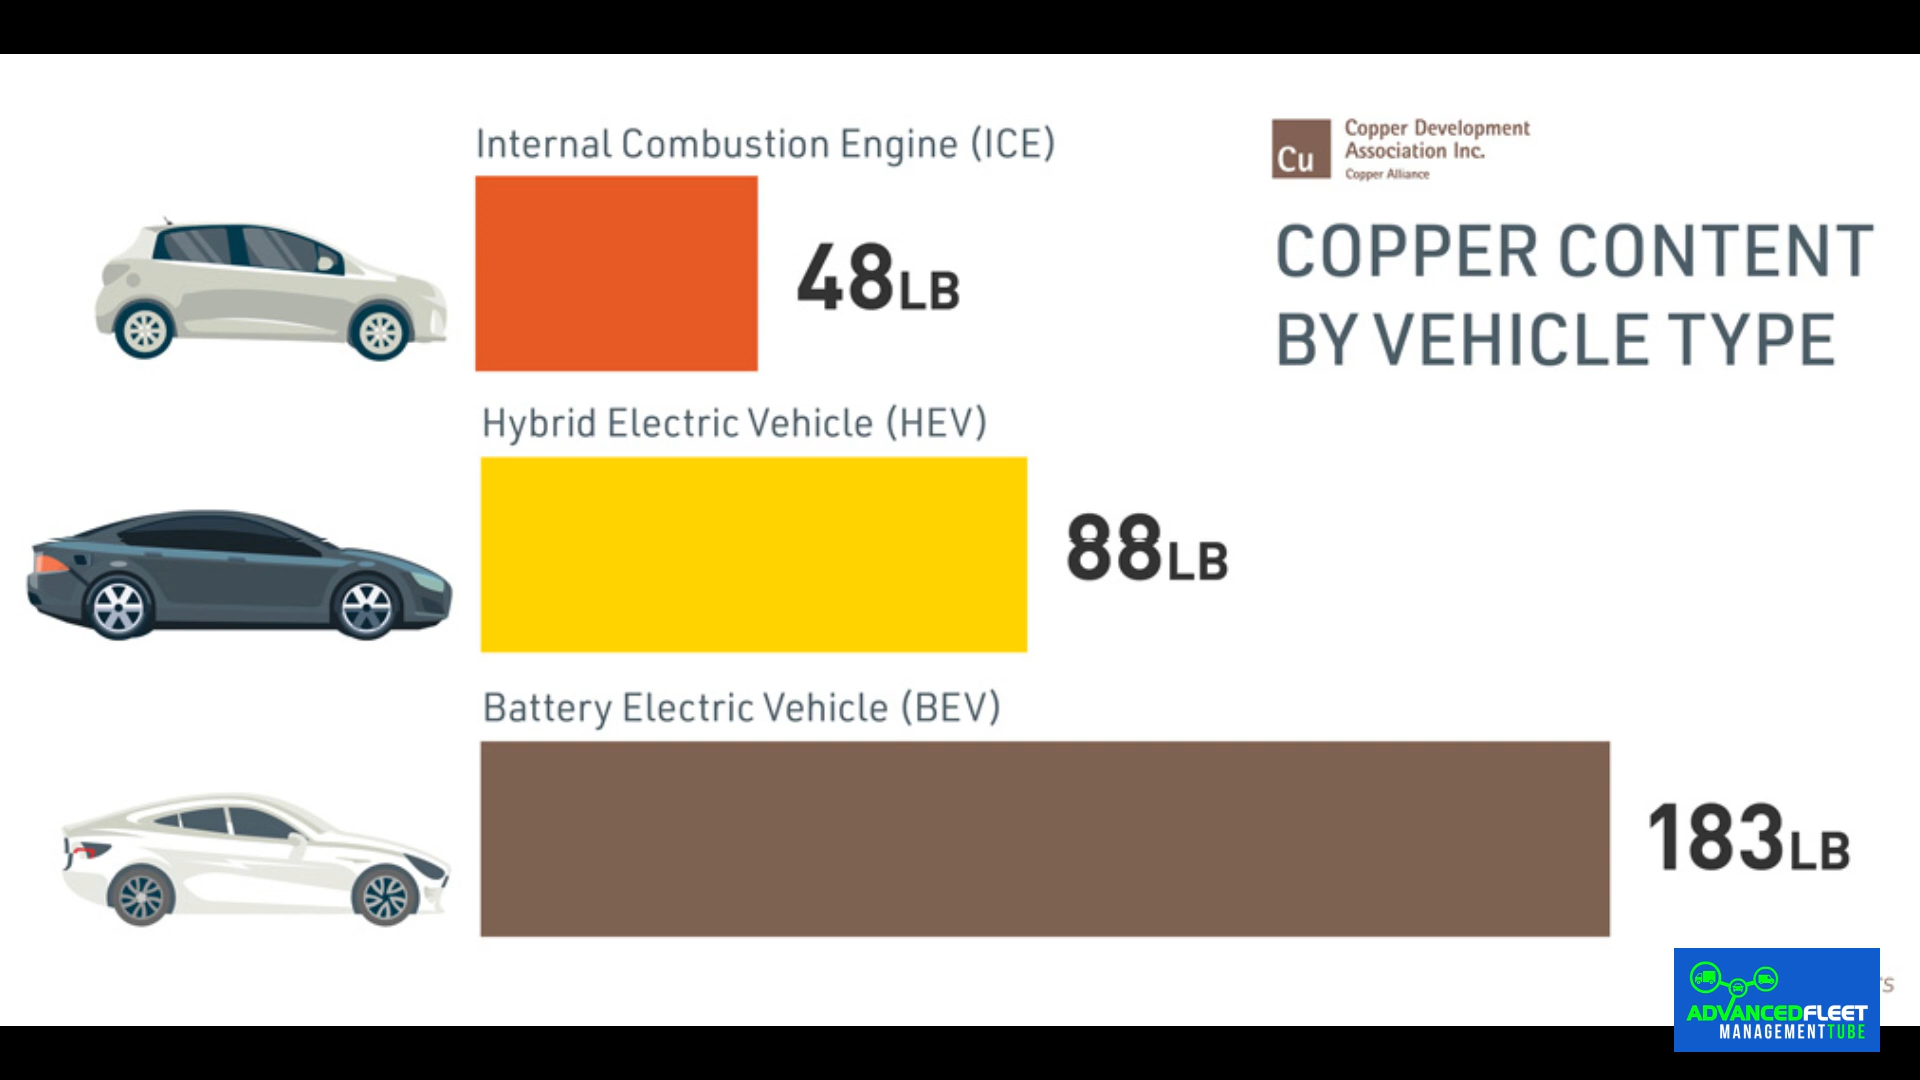 Internal Combustion Engine (ICE)
48LB
Cu
Copper Development
Association Inc.
Copper Alliance
COPPER CONTENT
BY VEHICLE TYPE
Hybrid Electric Vehicle (HEV)
88LB
Battery Electric Vehicle (BEV)
183LB
ADVANCEDFLEET
MANAGEMENTTUBE